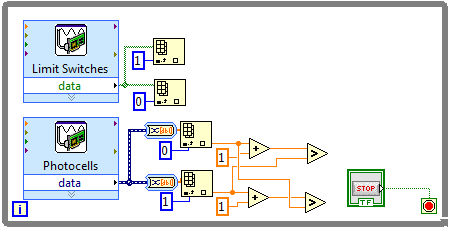 Limit Switches
data
1
0
Photocells
data
0
1
1
1
+
+
>
>
STOP
TF
i